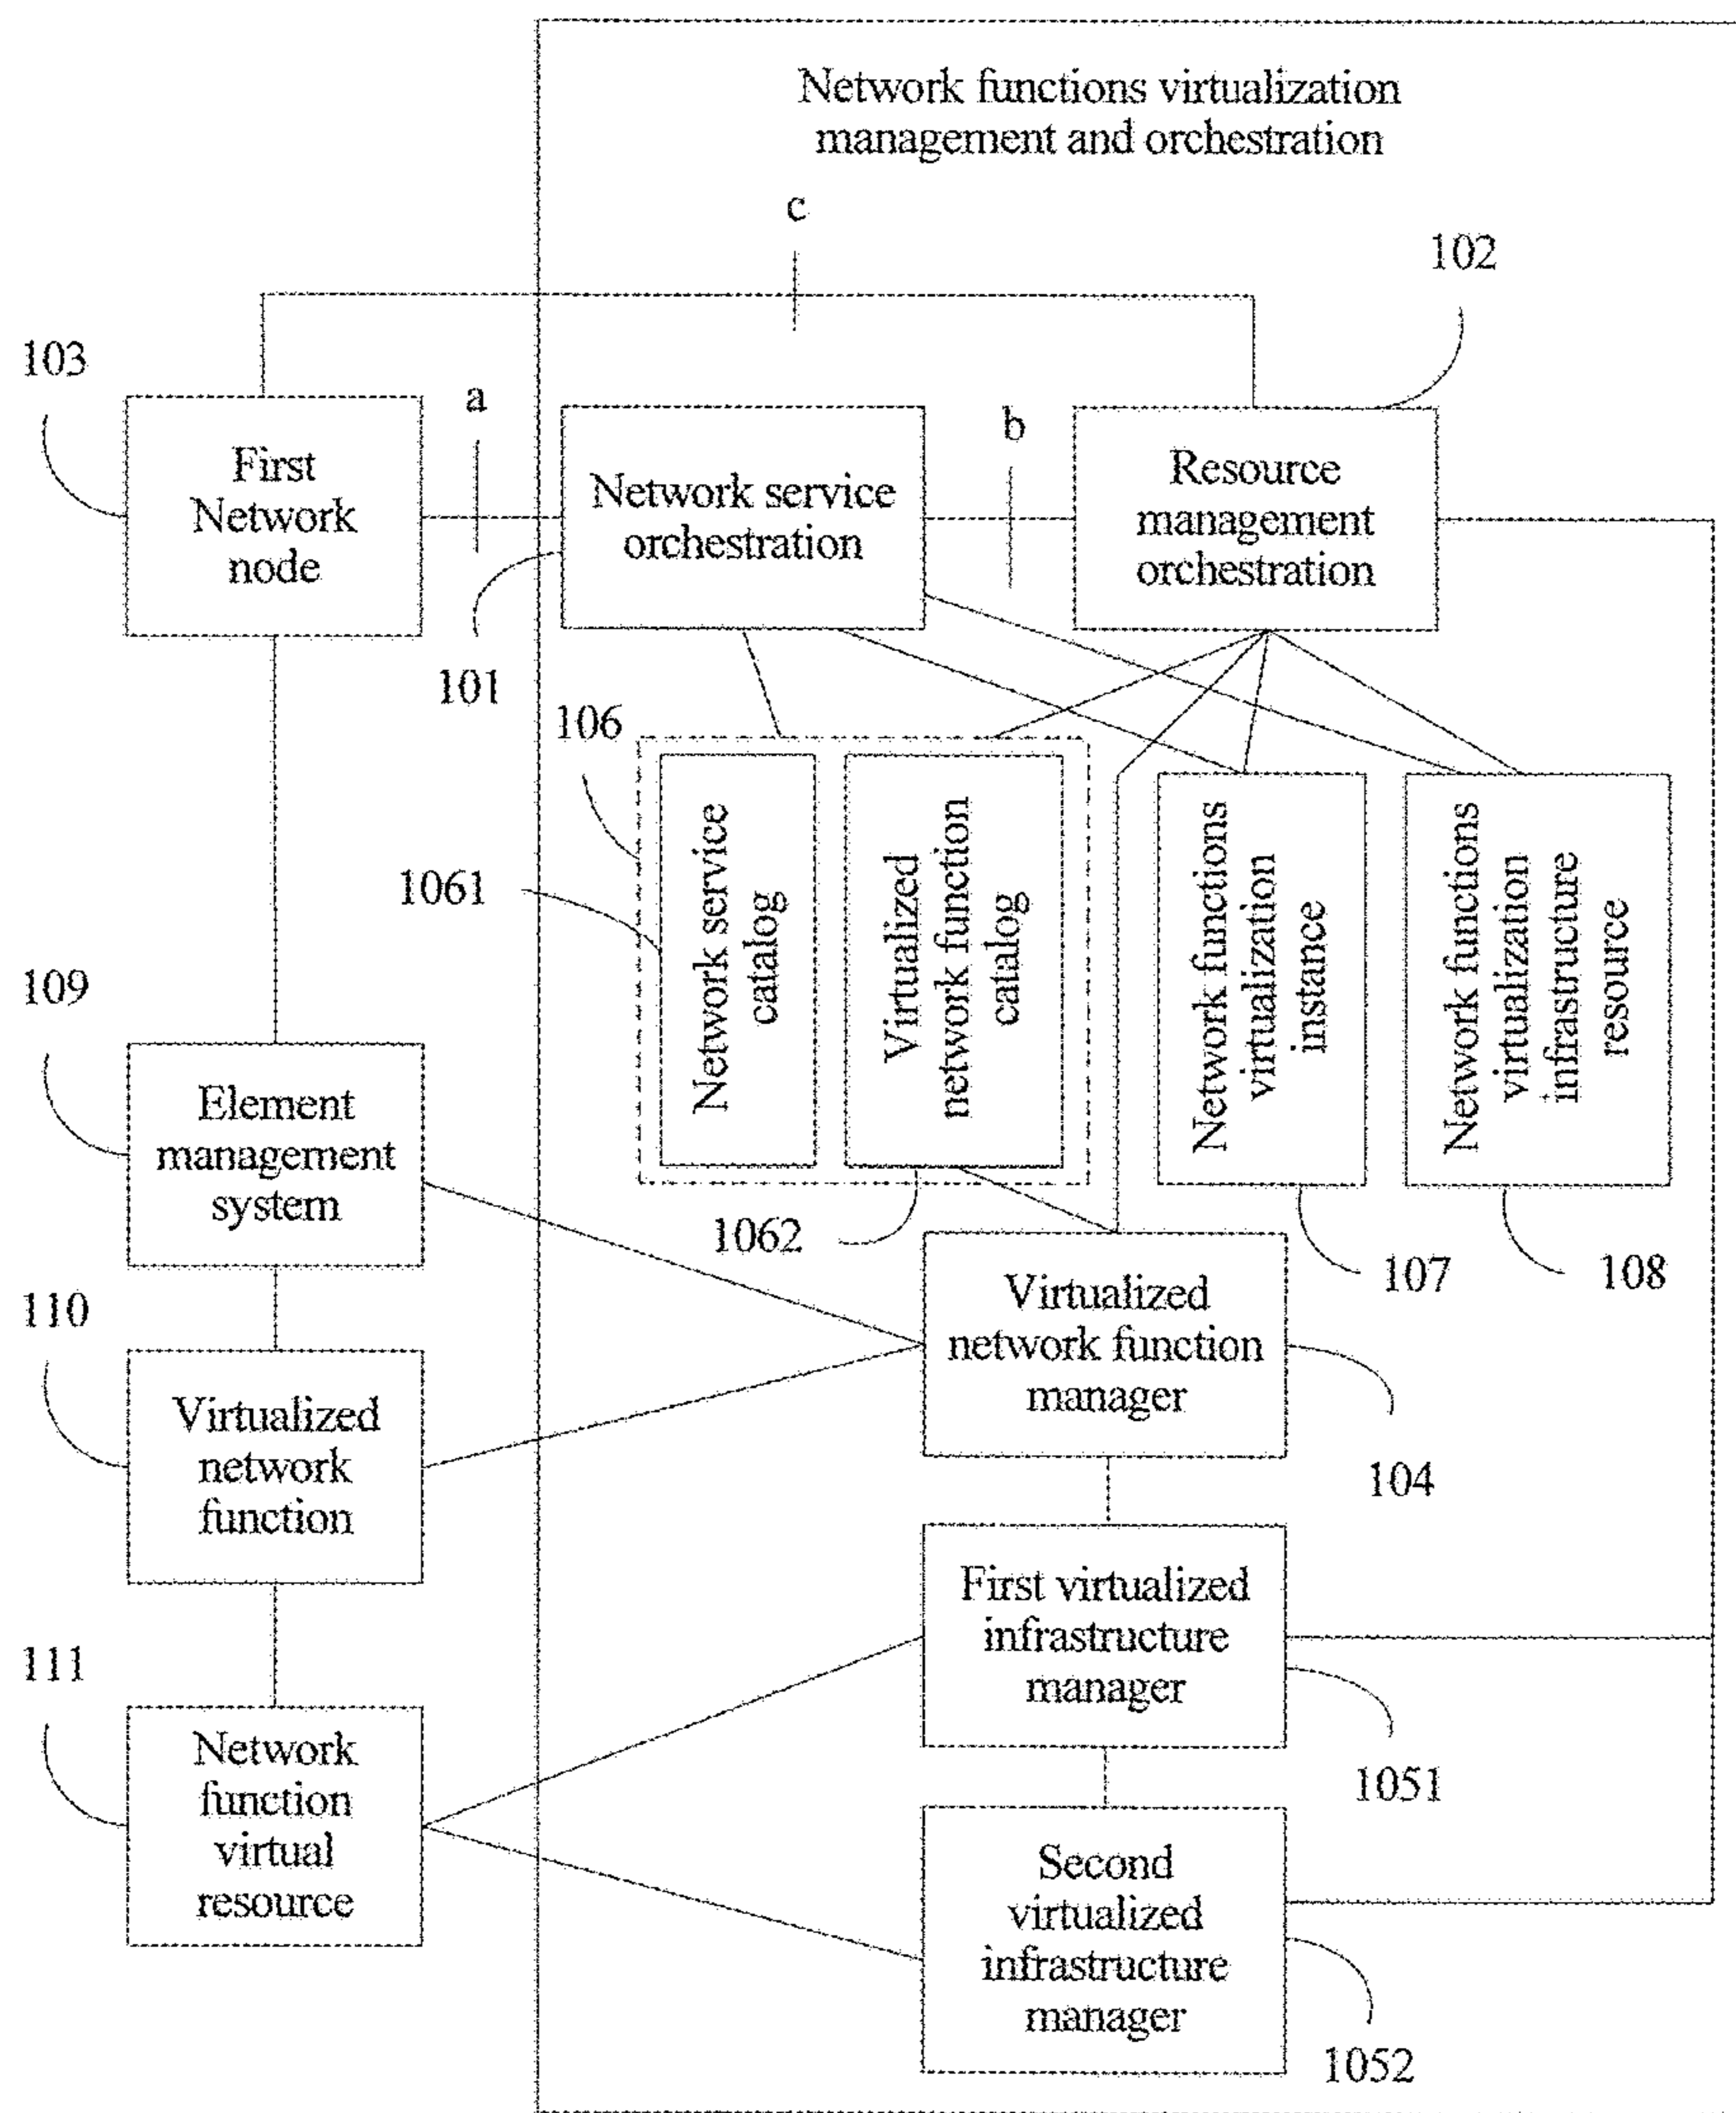 Network functions virtualization
management and orchestration
c
102
103
a
b
First
Network
node
Network service
orchestration
Resource
management
orchestration
101
106
1061
Network service
catalog
Virtualized
network function
catalog
Network functions
virtualization
instance
Network functions
virtualization
infrastructure
resource
109
Element
management
system
1062
107
108
110
Virtualized
network function
manager
Virtualized
network
function
104
First virtualized
infrastructure
manager
111
Network
function
virtual
resource
1051
Second
virtualized
infrastructure
manager
1052